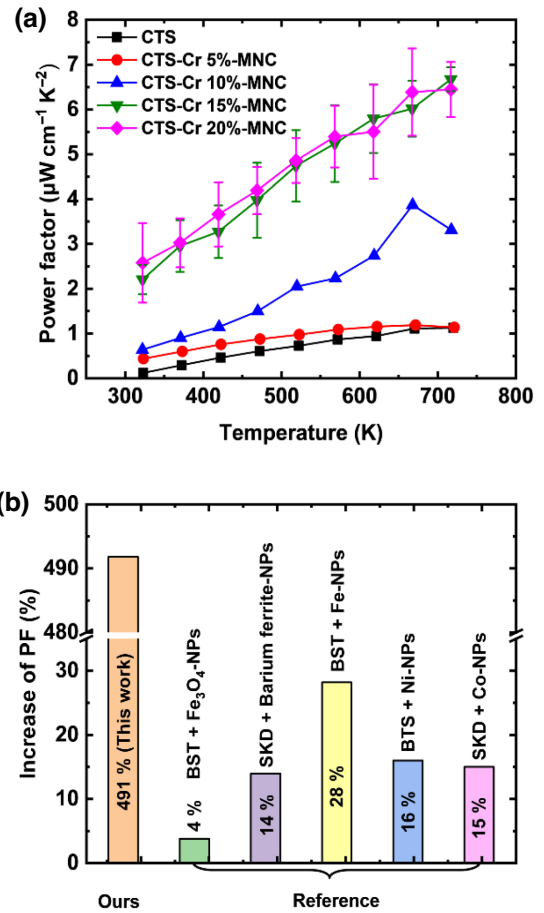 (a)
8
7
6
5
4
3
2
1
0
Power factor (µW cm⁻¹ K⁻²)
CTS
CTS-Cr 5%-MNC
CTS-Cr 10%-MNC
CTS-Cr 15%-MNC
CTS-Cr 20%-MNC
300 400 500 600 700 800
Temperature (K)
(b)
500
490
480
30
20
10
0
Increase of PF (%)
491 % (This work)
4 % BST + Fe₃O₄-NPs
SKD + Barium ferrite-NPs
14 %
BST + Fe-NPs
28 %
BTS + Ni-NPs
16 %
SKD + Co-NPs
15 %
Ours Reference